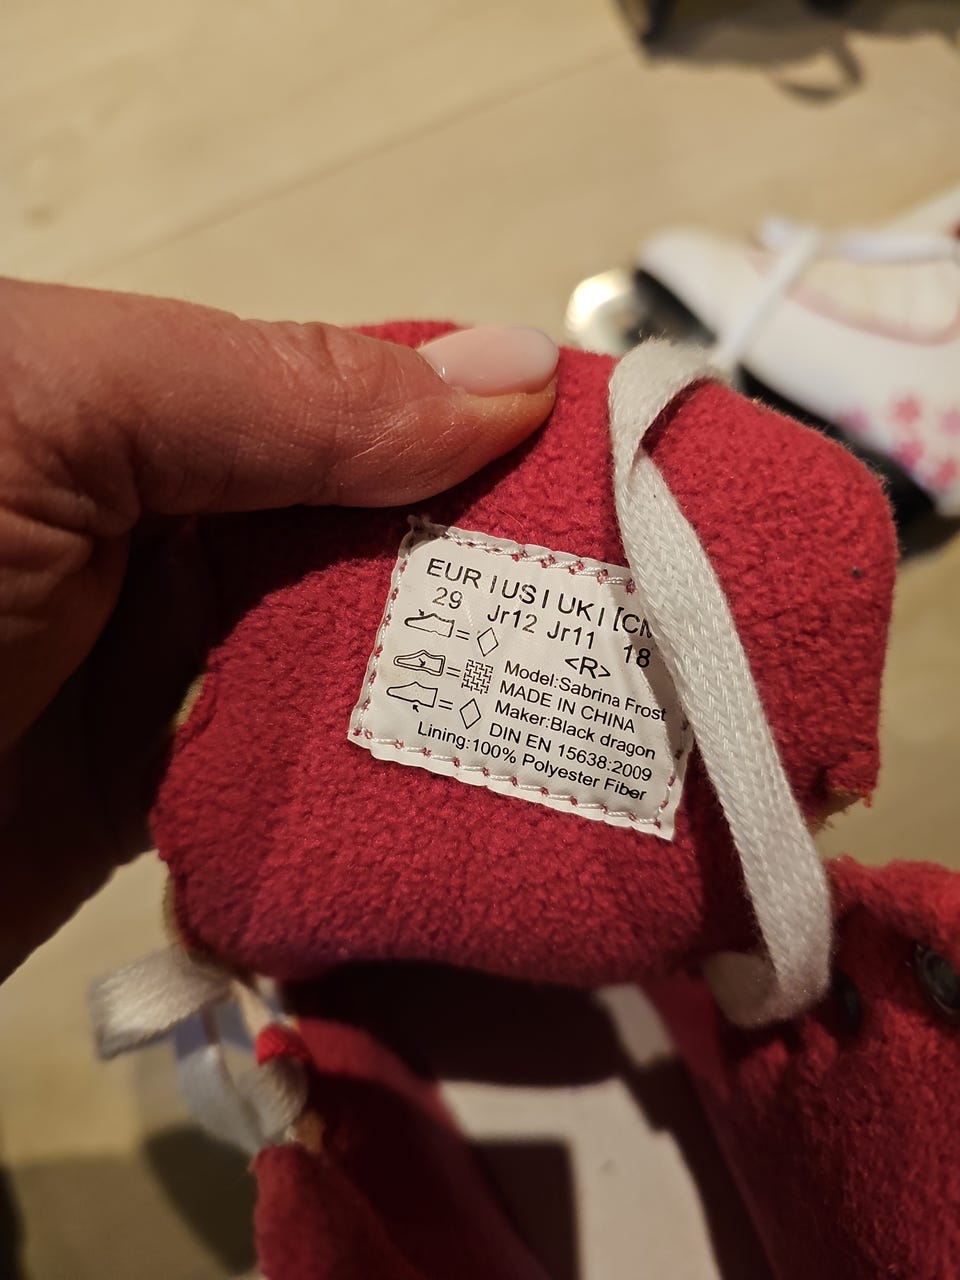 EUR | US | UK | [CM
29 Jr12 Jr11 18
<R>
Model:Sabrina Frost
MADE IN CHINA
Maker:Black dragon
DIN EN 15638:2009
Lining:100% Polyester Fiber